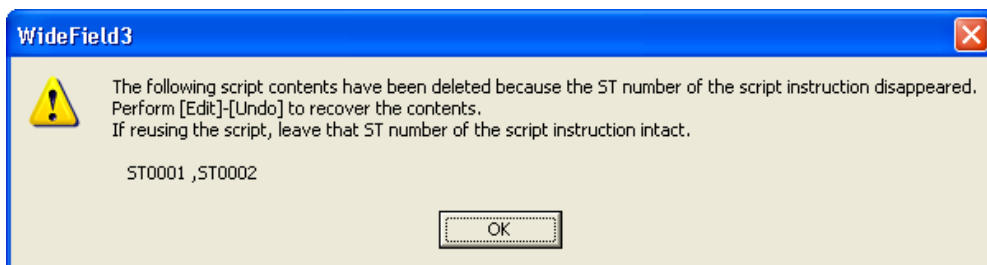 WideField3
The following script contents have been deleted because the ST number of the script instruction disappeared.
Perform [Edit]-[Undo] to recover the contents.
If reusing the script, leave that ST number of the script instruction intact.
ST0001 ,ST0002
OK